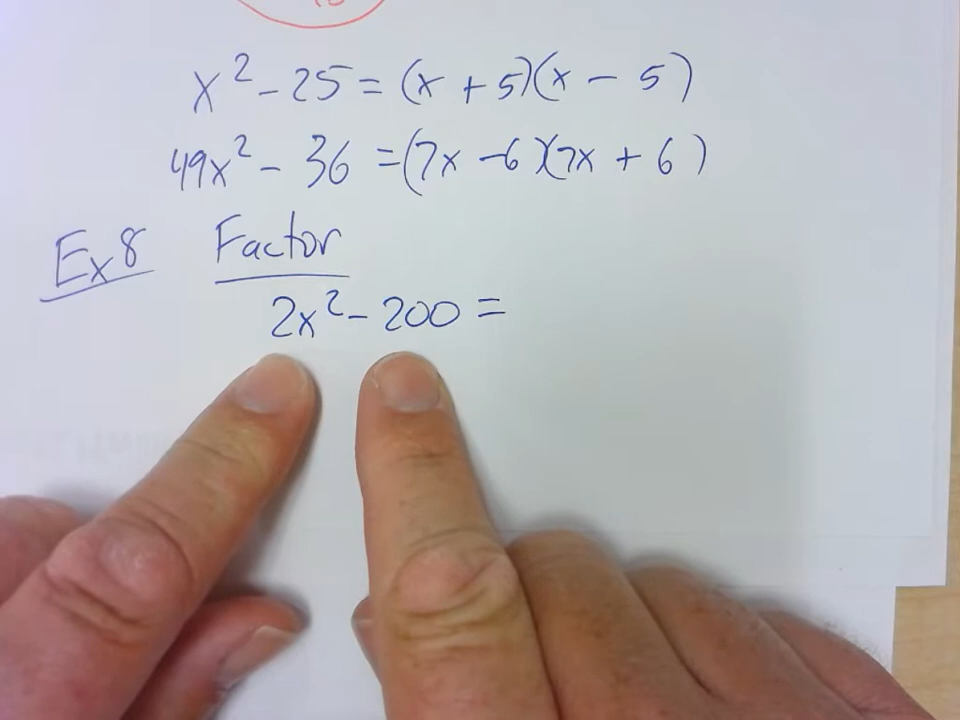 x² - 25 = (x + 5)(x - 5)
49x² - 36 = (7x - 6)(7x + 6)
Ex 8 Factor
2x² - 200 =